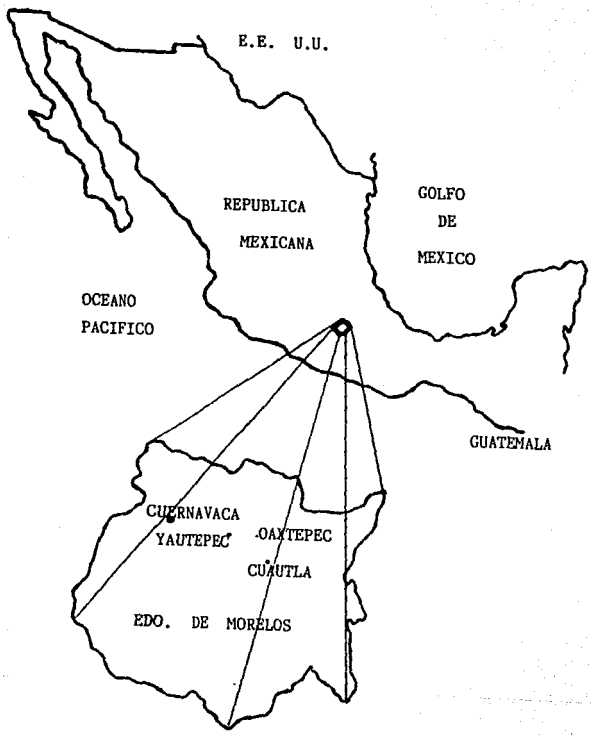 E.E. U.U.
REPUBLICA
MEXICANA
GOLFO
DE
MEXICO
OCEANO
PACIFICO
GUATEMALA
CUERNAVACA
YAUTEPEC
OAXTEPEC
CUAUTLA
EDO. DE MORELOS